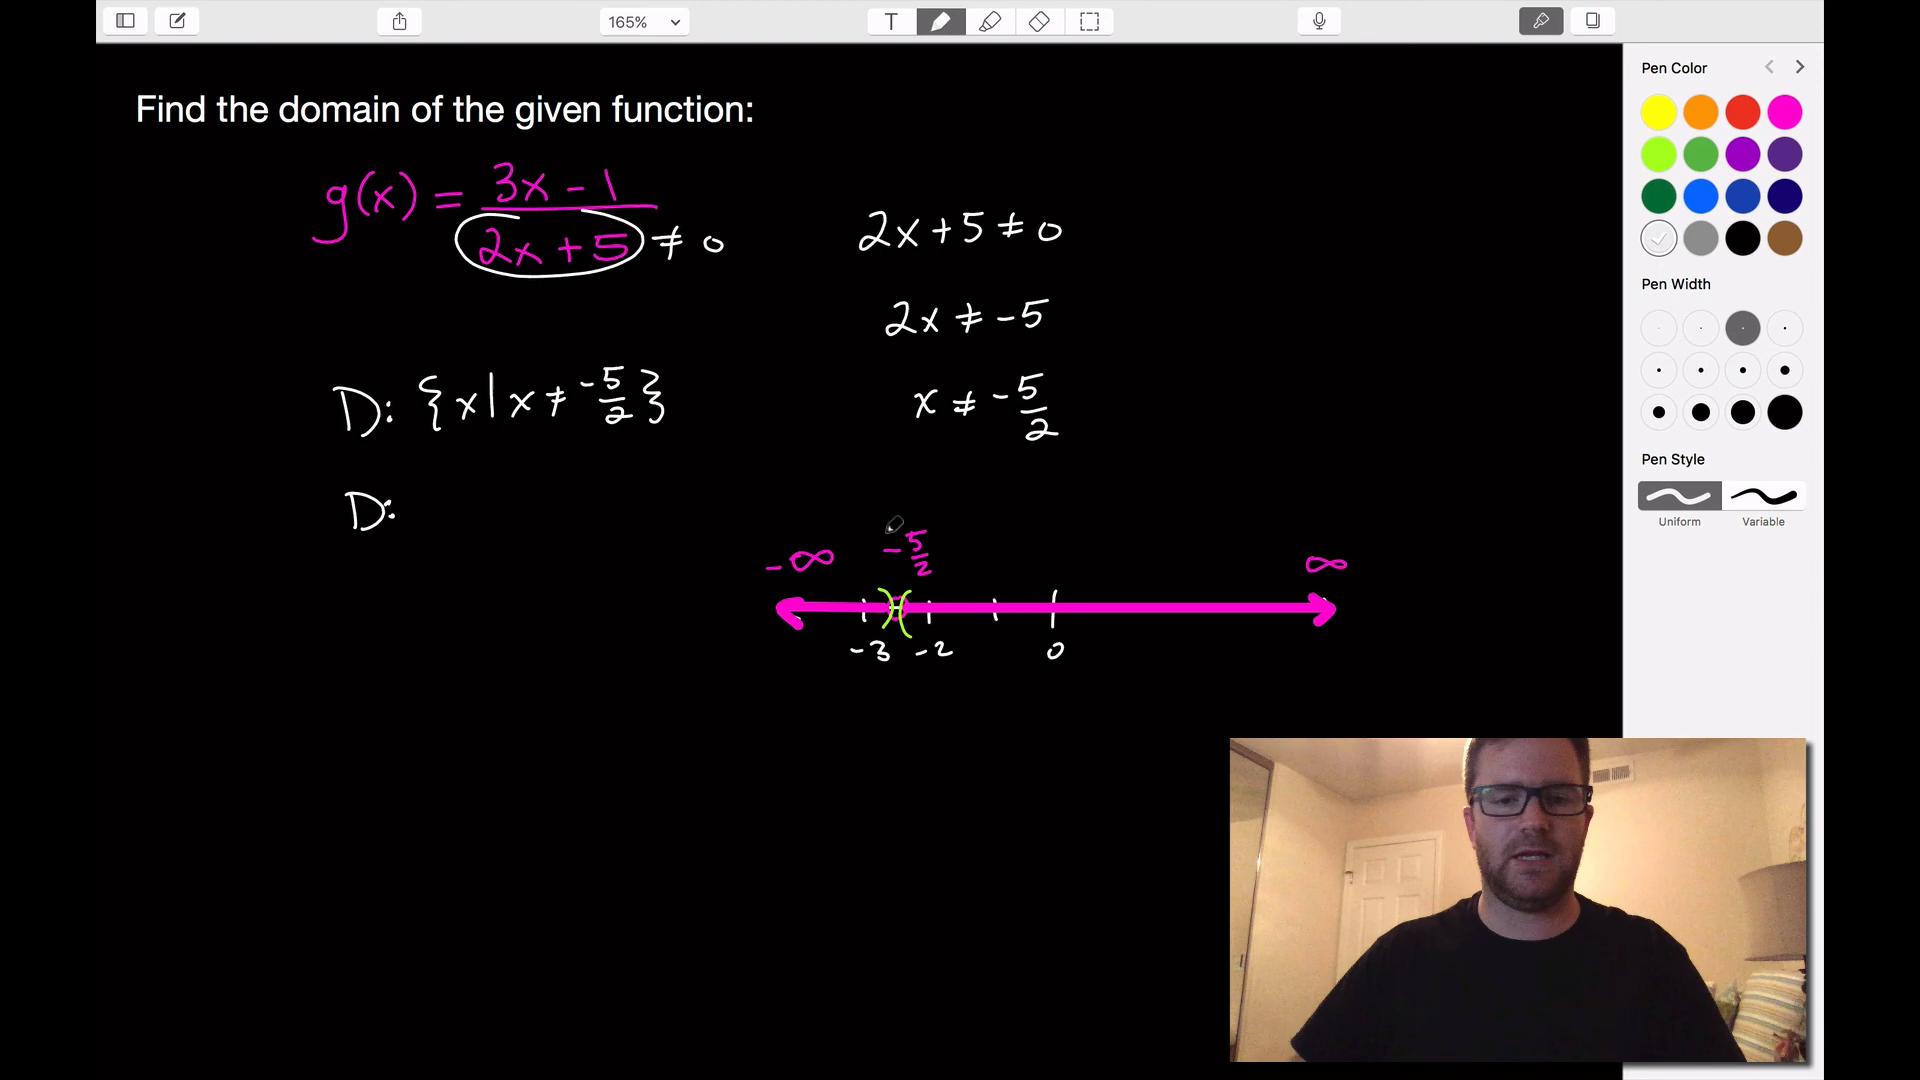 165%
T
Find the domain of the given function:
g(x) = 3x - 1
2x + 5 ≠ 0
2x + 5 ≠ 0
2x ≠ -5
D: {x | x ≠ -5/2}
x ≠ -5/2
D:
-∞ -5/2 ∞
-3 -2 0
Pen Color
Pen Width
Pen Style
Uniform Variable